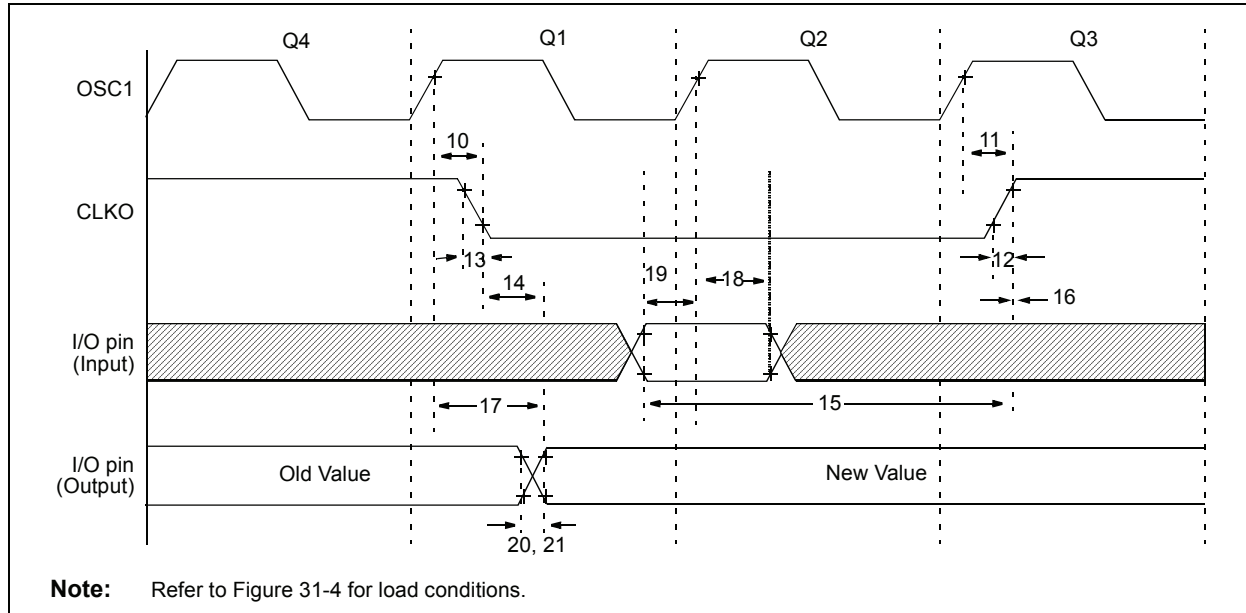 Q4 Q1 Q2 Q3
OSC1
10 11
CLKO
13 12
14 19 18 16
I/O pin
(Input)
17 15
I/O pin
(Output)
Old Value New Value
20, 21
Note: Refer to Figure 31-4 for load conditions.